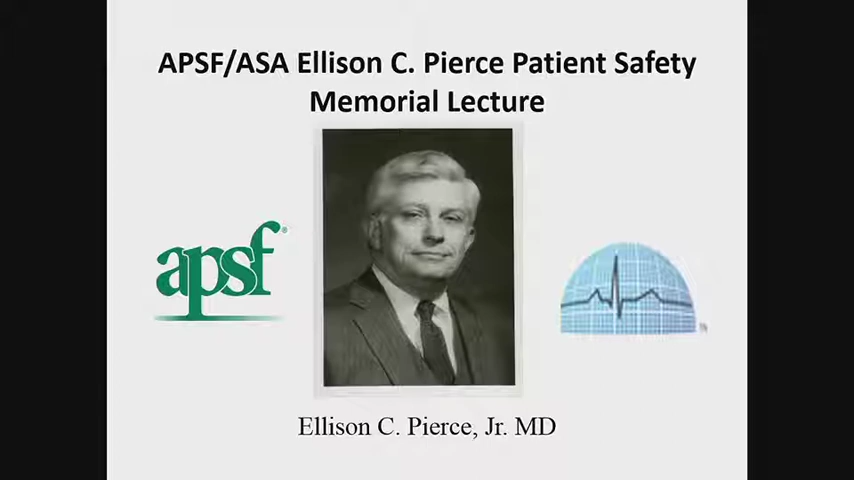 APSF/ASA Ellison C. Pierce Patient Safety
Memorial Lecture
apsf®
Ellison C. Pierce, Jr. MD